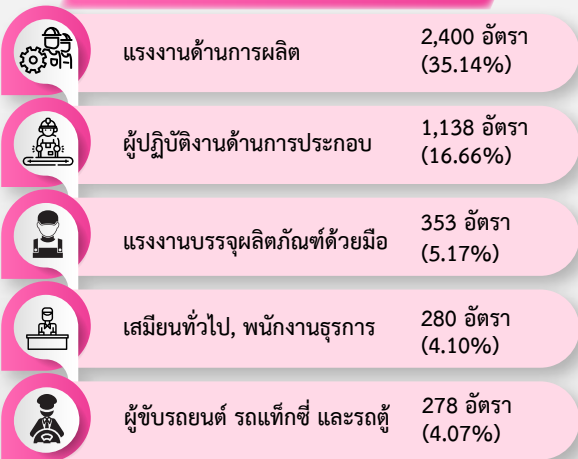 แรงงานด้านการผลิต
2,400 อัตรา
(35.14%)
ผู้ปฏิบัติงานด้านการประกอบ
1,138 อัตรา
(16.66%)
แรงงานบรรจุผลิตภัณฑ์ด้วยมือ
353 อัตรา
(5.17%)
เสมียนทั่วไป, พนักงานธุรการ
280 อัตรา
(4.10%)
ผู้ขับรถยนต์ รถแท็กซี่ และรถตู้
278 อัตรา
(4.07%)